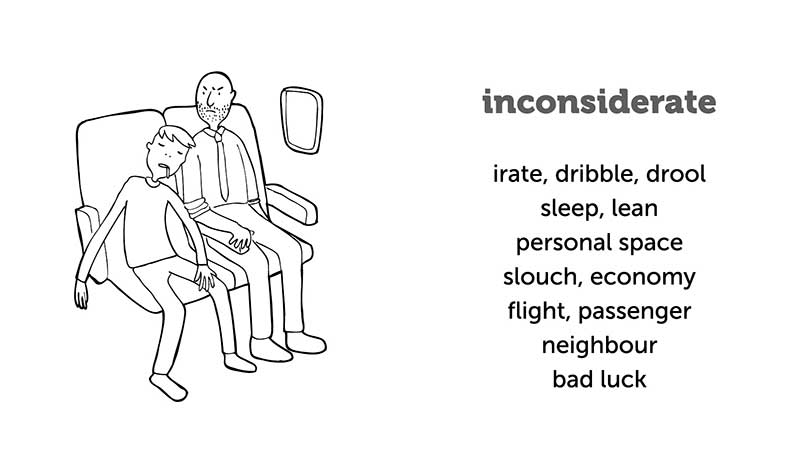 inconsiderate
irate, dribble, drool
sleep, lean
personal space
slouch, economy
flight, passenger
neighbour
bad luck